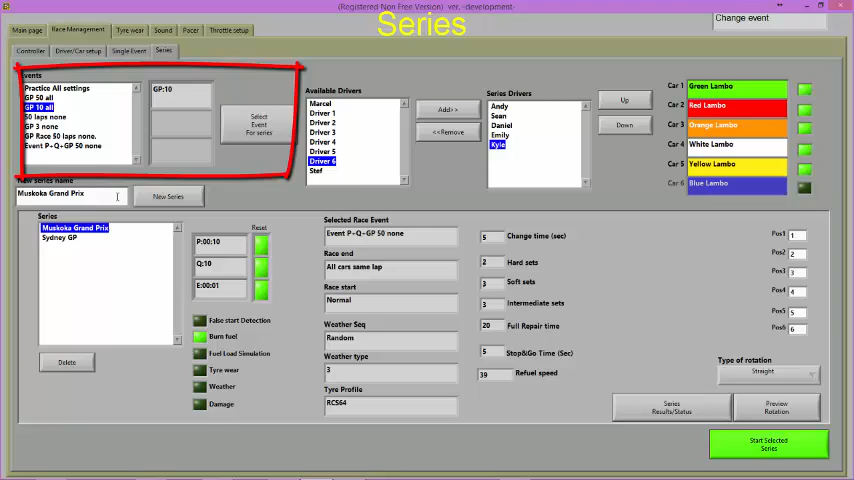 (Registered Non Free Version) ver. -development-
Series
Change event
Main page
Race Management
Tyre wear
Sound
Pacer
Throttle setup
Controller
Driver/Car setup
Single Event
Series
Events
Practice All settings
GP 50 all
GP 10 all
50 laps none
GP 3 none
GP Race 50 laps none.
Event P+Q+GP 50 none
GP:10
Select
Event
For series
Available Drivers
Marcel
Driver 1
Driver 2
Driver 3
Driver 4
Driver 5
Driver 6
Stef
Add>>
<<Remove
Series Drivers
Andy
Sean
Daniel
Emily
Kyle
Up
Down
Car 1 Green Lambo
Car 2 Red Lambo
Car 3 Orange Lambo
Car 4 White Lambo
Car 5 Yellow Lambo
Car 6 Blue Lambo
New series name
Muskoka Grand Prix
New Series
Series
Muskoka Grand Prix
Sydney GP
Delete
Reset
P:00:10
Q:10
E:00:01
False start Detection
Burn fuel
Fuel Load Simulation
Tyre wear
Weather
Damage
Selected Race Event
Event P+Q+GP 50 none
Race end
All cars same lap
Race start
Normal
Weather Seq
Random
Weather type
3
Tyre Profile
RCS64
5 Change time (sec)
2 Hard sets
3 Soft sets
3 Intermediate sets
20 Full Repair time
5 Stop&Go Time (Sec)
39 Refuel speed
Pos1 1
Pos2 2
Pos3 3
Pos4 4
Pos5 5
Pos6 6
Type of rotation
Straight
Series
Results/Status
Preview
Rotation
Start Selected
Series